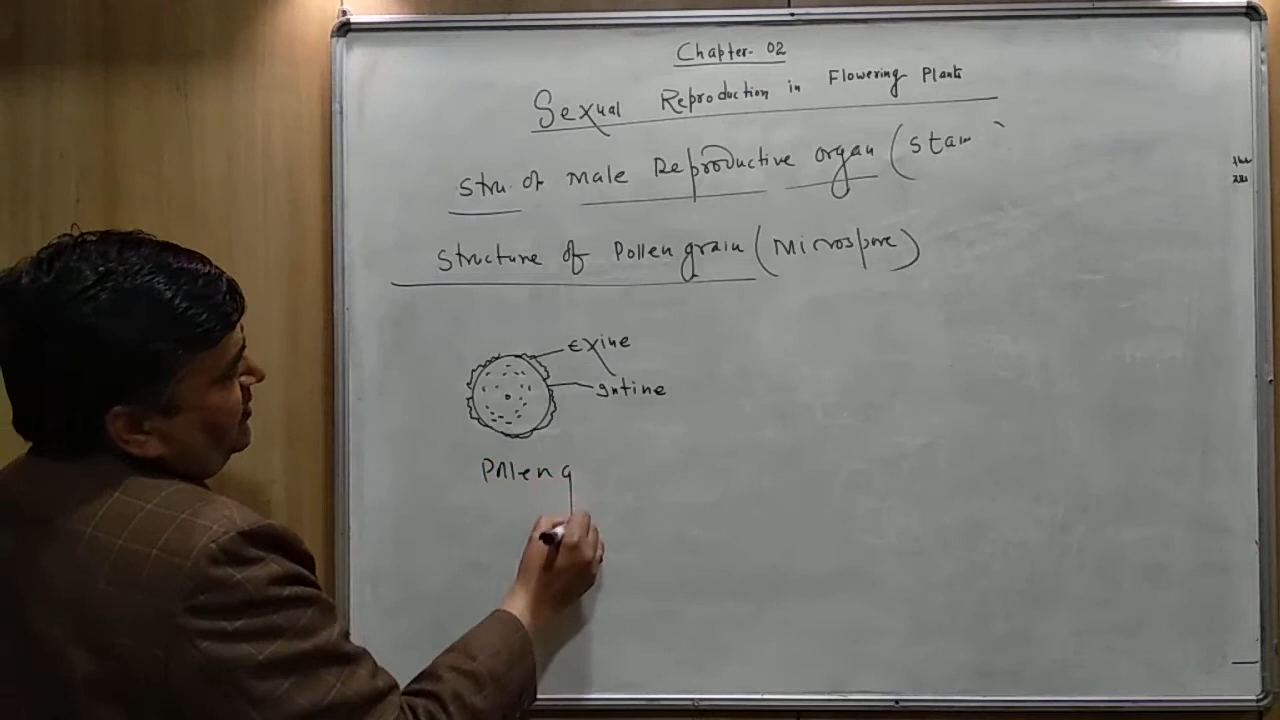 Chapter- 02
Sexual Reproduction in Flowering Plants
Stru. of Male Reproductive organ (Stam
Structure of Pollen grain (Microspore)
Exine
Intine
Pollen g